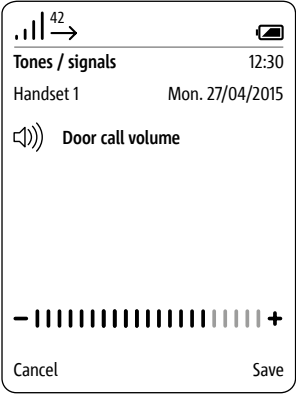 42
Tones / signals 12:30
Handset 1 Mon. 27/04/2015
Door call volume
– +
Cancel Save